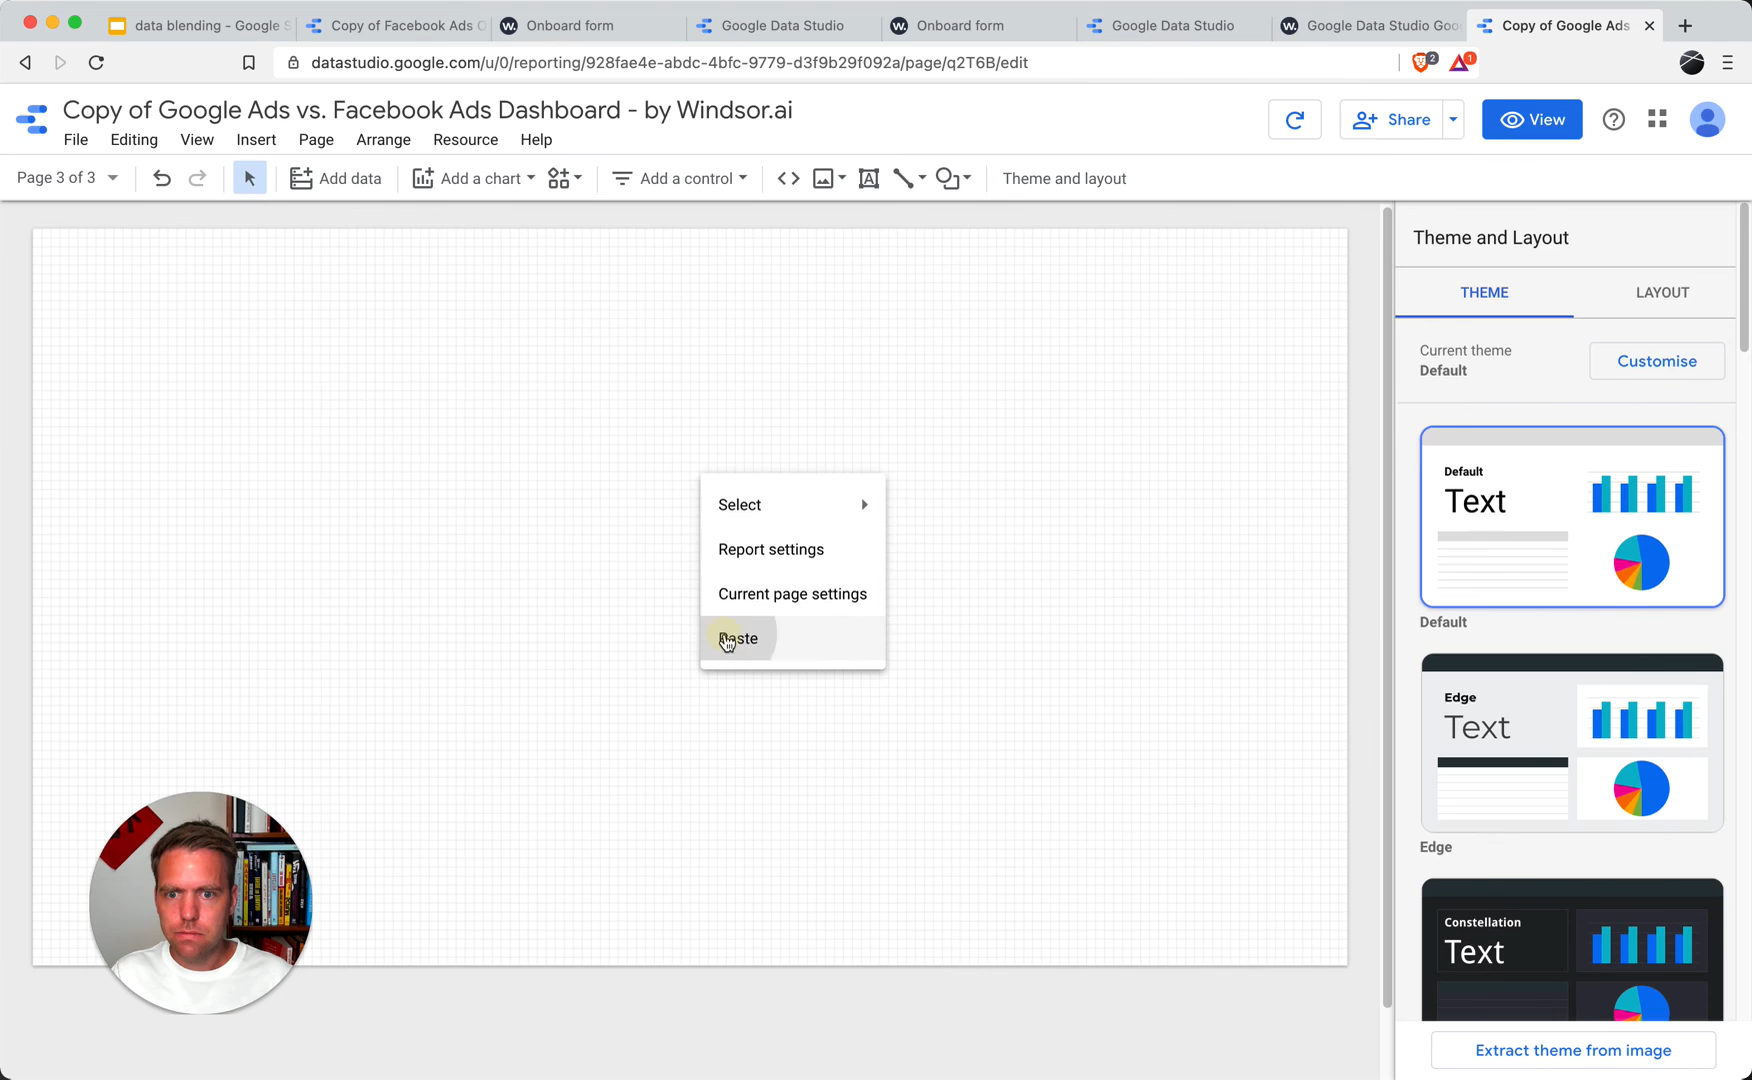 data blending - Google S
Copy of Facebook Ads O
w. Onboard form
Google Data Studio
w. Onboard form
Google Data Studio
w. Google Data Studio Goo
Copy of Google Ads
datastudio.google.com/u/0/reporting/928fae4e-abdc-4bfc-9779-d3f9b29f092a/page/q2T6B/edit
2
1
Copy of Google Ads vs. Facebook Ads Dashboard - by Windsor.ai
File Editing View Insert Page Arrange Resource Help
Share
View
Page 3 of 3
Add data
Add a chart
Add a control
Theme and layout
Select
Report settings
Current page settings
Paste
Theme and Layout
THEME
LAYOUT
Current theme
Default
Customise
Default
Text
Default
Edge
Text
Edge
Constellation
Text
Extract theme from image